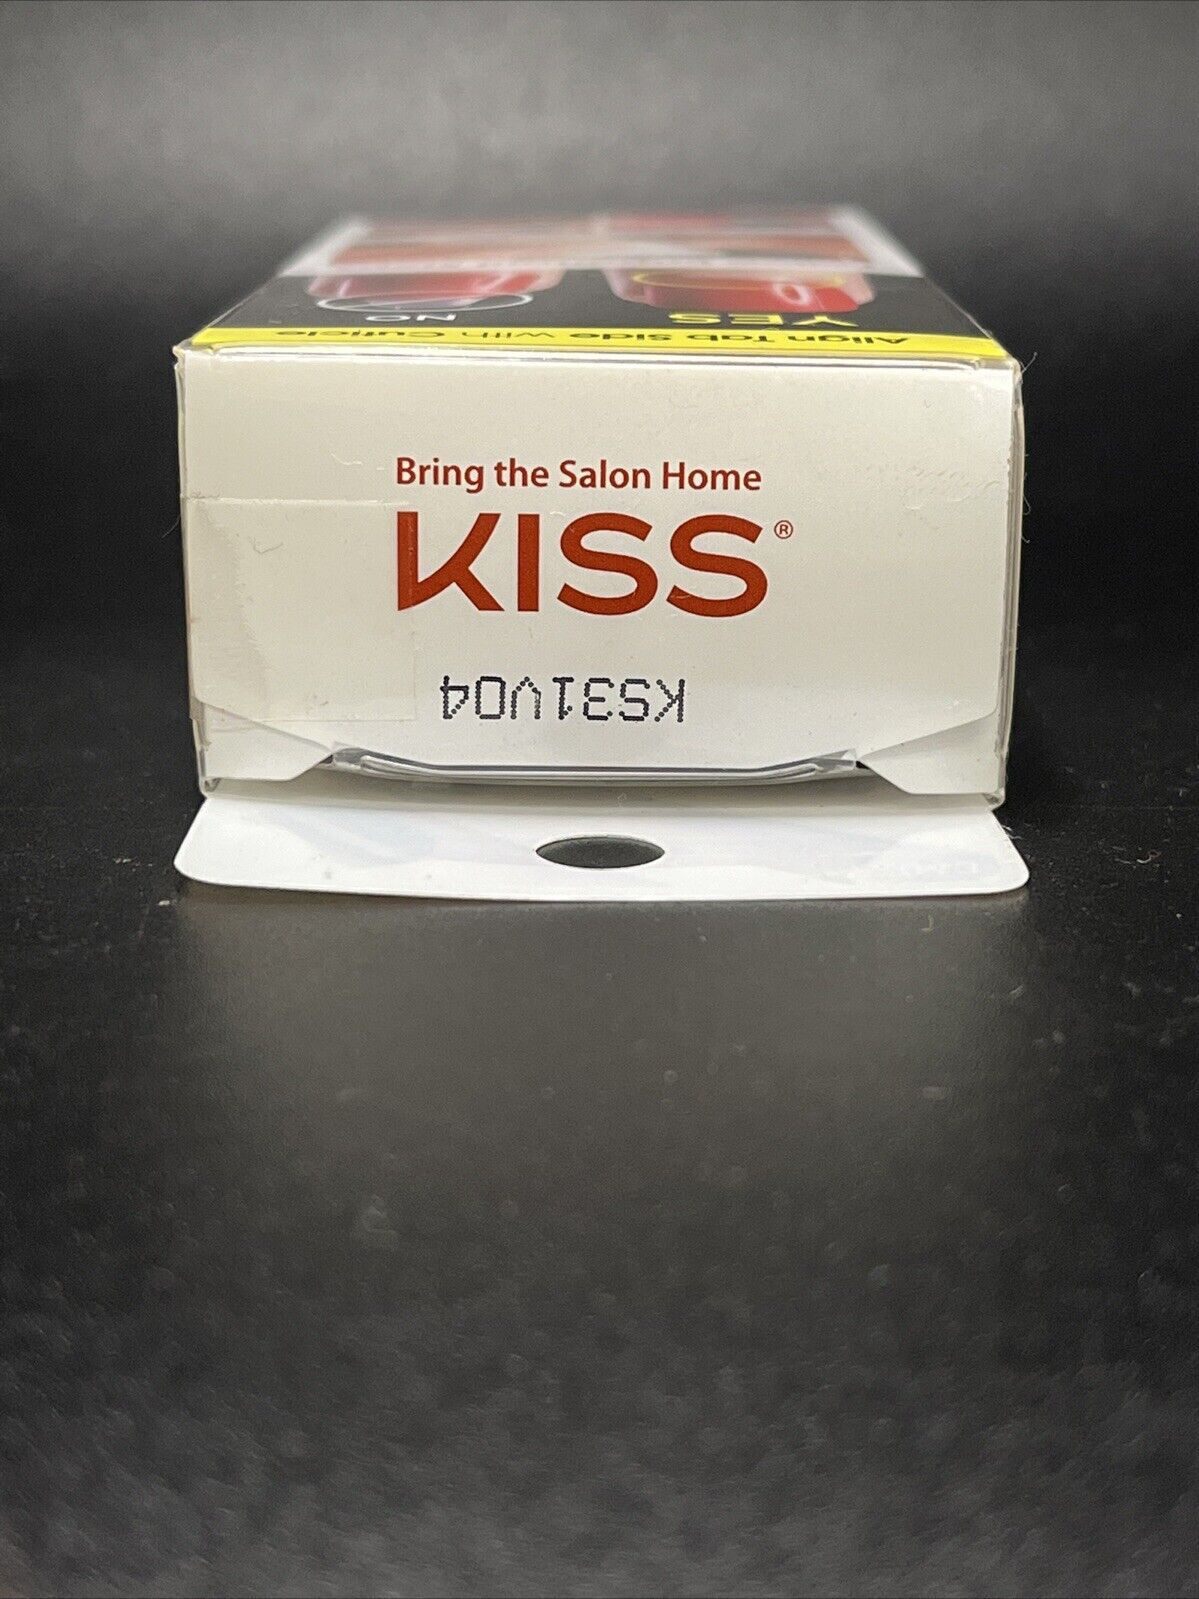 Align Tab Side with Cuticle
YES
NO
Bring the Salon Home
KISS®
KS31V04